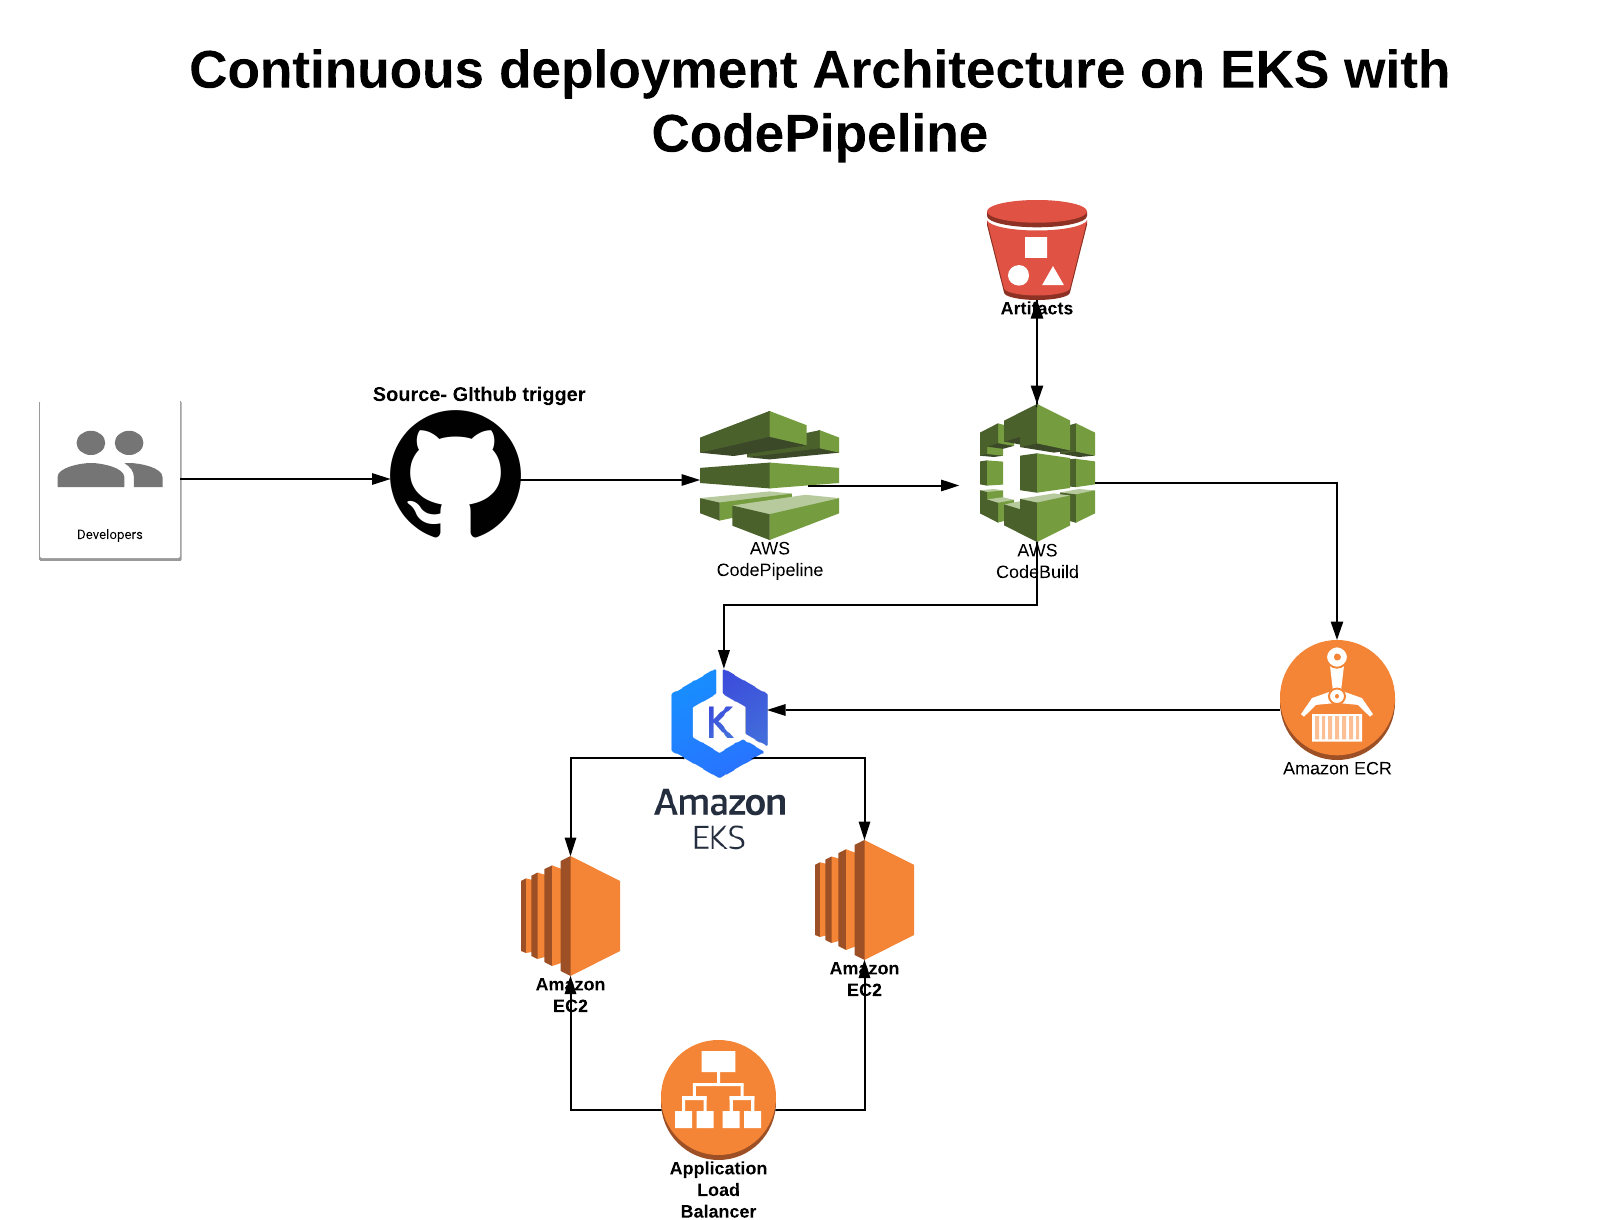 Continuous deployment Architecture on EKS with
CodePipeline
Artifacts
Source- GIthub trigger
Developers
AWS
CodePipeline
AWS
CodeBuild
K
Amazon
EKS
Amazon ECR
Amazon
EC2
Amazon
EC2
Application
Load
Balancer